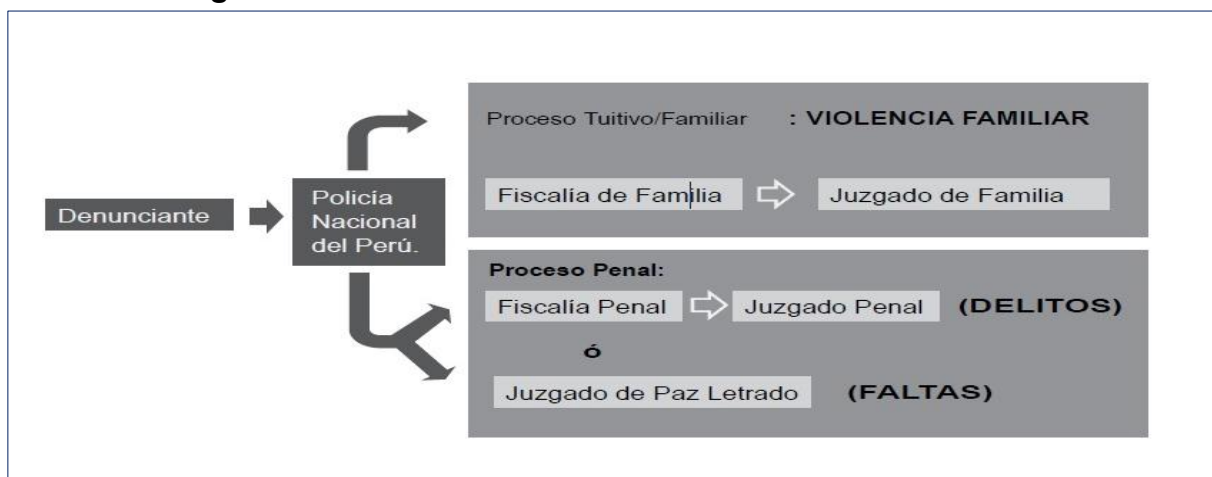 Denunciante
Policía
Nacional
del Perú.
Proceso Tuitivo/Familiar : VIOLENCIA FAMILIAR
Fiscalía de Familia
Juzgado de Familia
Proceso Penal:
Fiscalía Penal
Juzgado Penal
(DELITOS)
ó
Juzgado de Paz Letrado
(FALTAS)